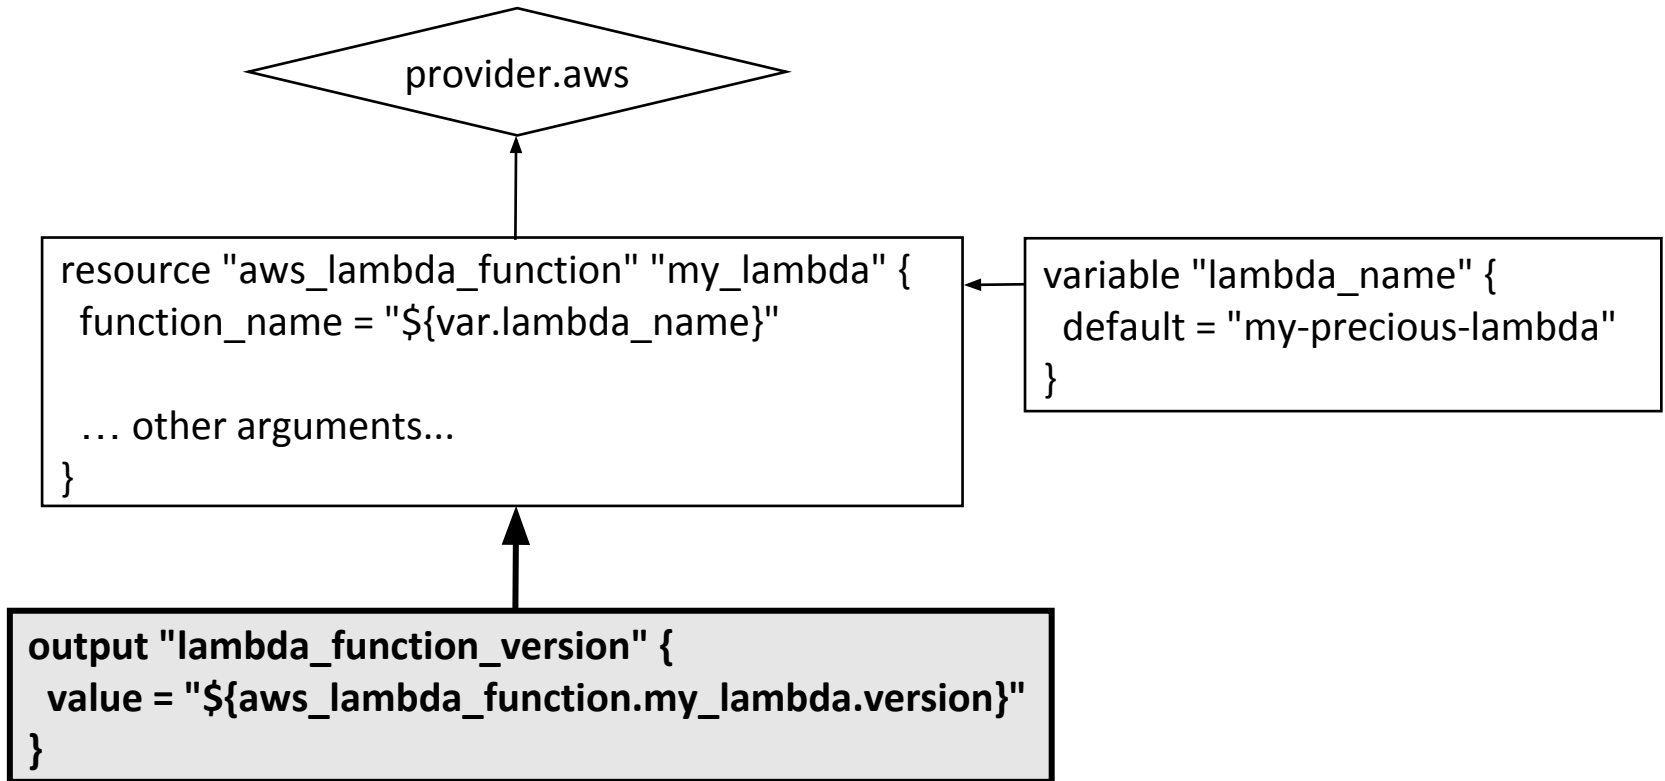 provider.aws
resource "aws_lambda_function" "my_lambda" {
function_name = "${var.lambda_name}"
… other arguments...
}
variable "lambda_name" {
default = "my-precious-lambda"
}
output "lambda_function_version" {
value = "${aws_lambda_function.my_lambda.version}"
}